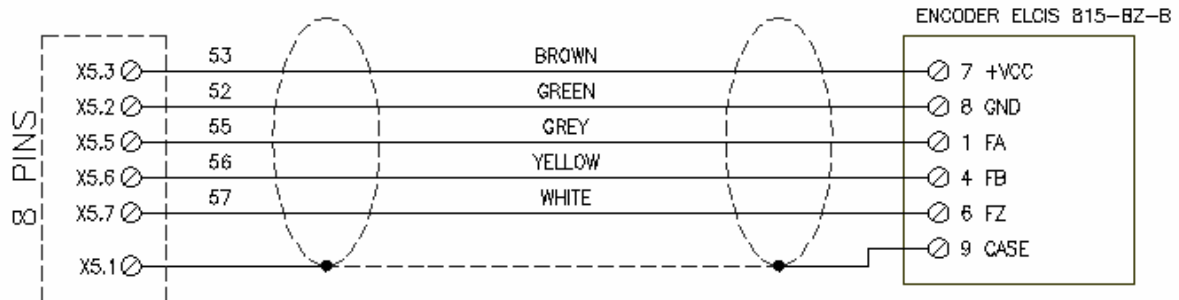 ENCODER ELCIS 815-BZ-B
8 PINS
X5.3 53 BROWN 7 +VCC
X5.2 52 GREEN 8 GND
X5.5 55 GREY 1 FA
X5.6 56 YELLOW 4 FB
X5.7 57 WHITE 6 FZ
X5.1 9 CASE